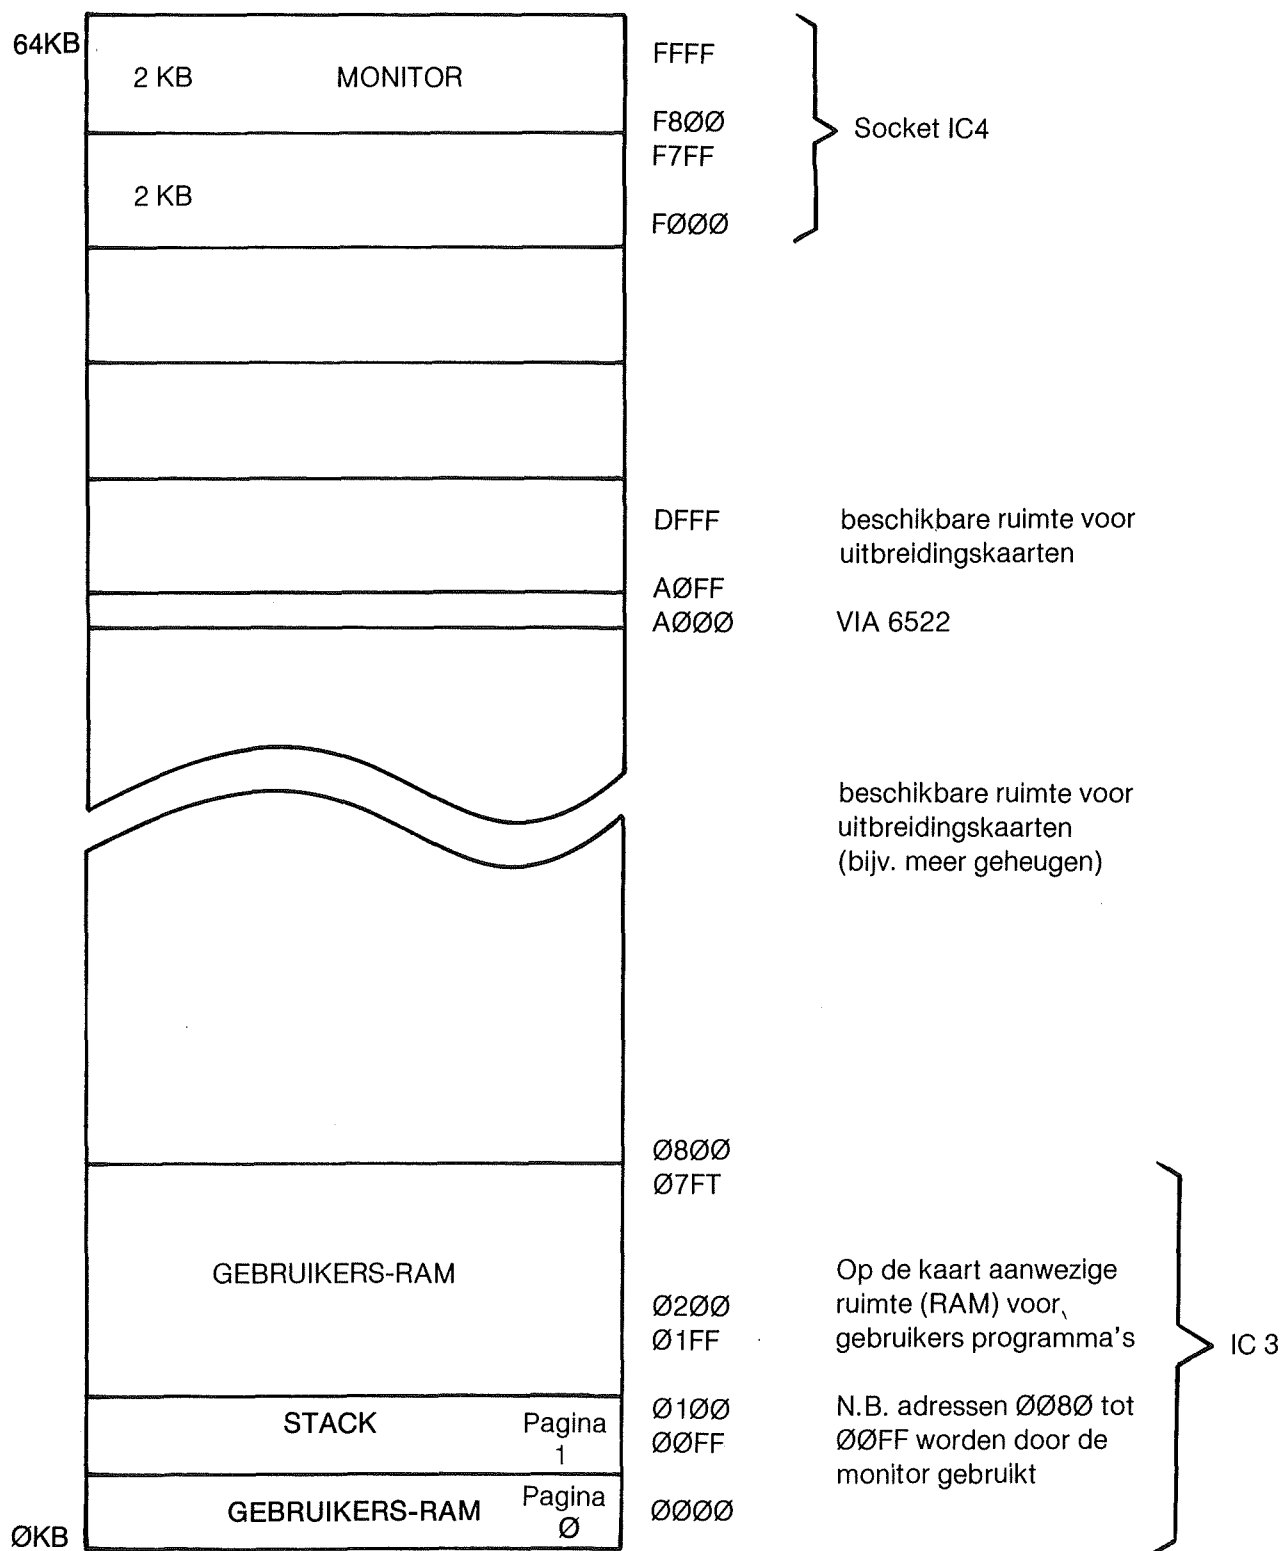 64KB
2 KB MONITOR
FFFF
F8ØØ
Socket IC4
F7FF
2 KB
FØØØ
DFFF
beschikbare ruimte voor
uitbreidingskaarten
AØFF
AØØØ
VIA 6522
beschikbare ruimte voor
uitbreidingskaarten
(bijv. meer geheugen)
Ø8ØØ
Ø7FT
GEBRUIKERS-RAM
Ø2ØØ
Ø1FF
Op de kaart aanwezige
ruimte (RAM) voor
gebruikers programma's
IC 3
STACK
Pagina
1
Ø1ØØ
ØØFF
N.B. adressen ØØ8Ø tot
ØØFF worden door de
monitor gebruikt
GEBRUIKERS-RAM
Pagina
Ø
ØØØØ
ØKB